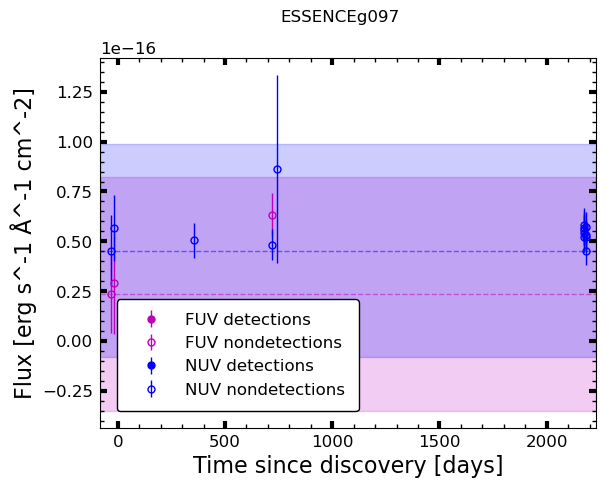 ESSENCEg097
1e−16
Flux [erg s^-1 Å^-1 cm^-2]
1.25
1.00
0.75
0.50
0.25
0.00
−0.25
FUV detections
FUV nondetections
NUV detections
NUV nondetections
0 500 1000 1500 2000
Time since discovery [days]